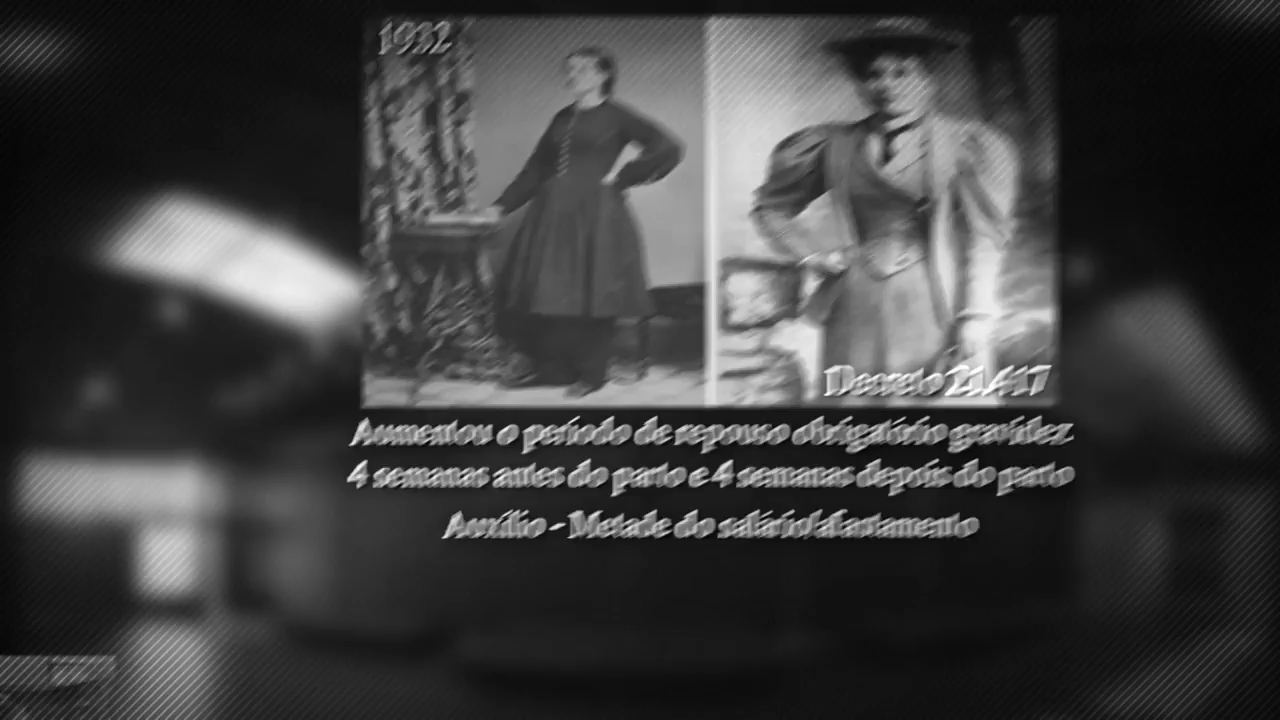 1932
Decreto 21.417
Aumentou o período de repouso obrigatório gravidez
4 semanas antes do parto e 4 semanas depois do parto
Auxílio - Metade do salário/afastamento